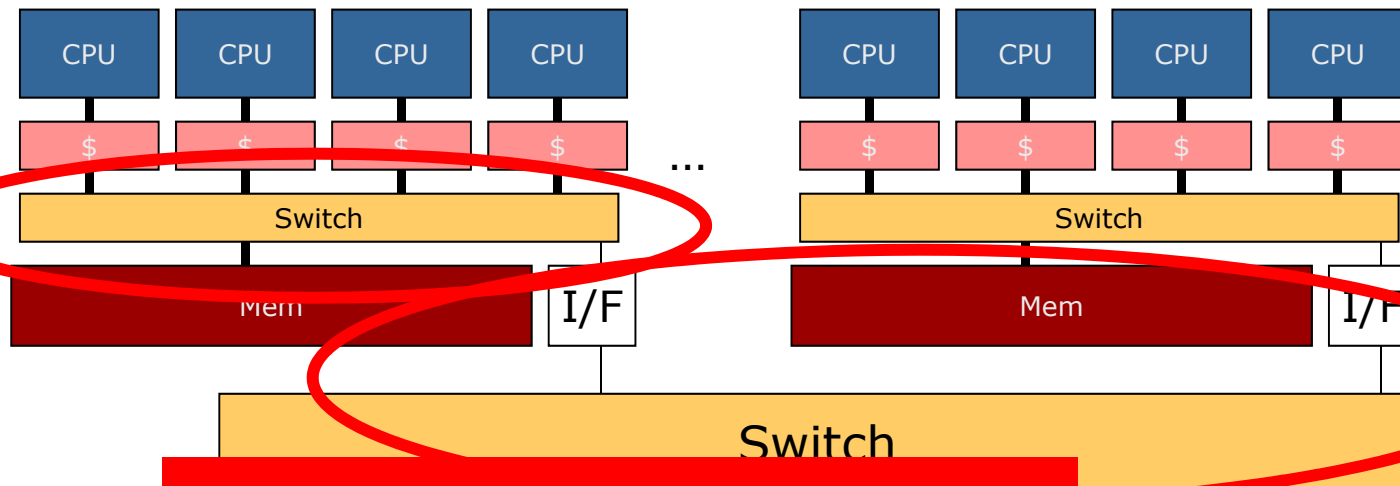 CPU CPU CPU CPU CPU CPU CPU CPU
$ $ $ $ ... $ $ $ $
Switch Switch
Mem I/F Mem I/F
Switch